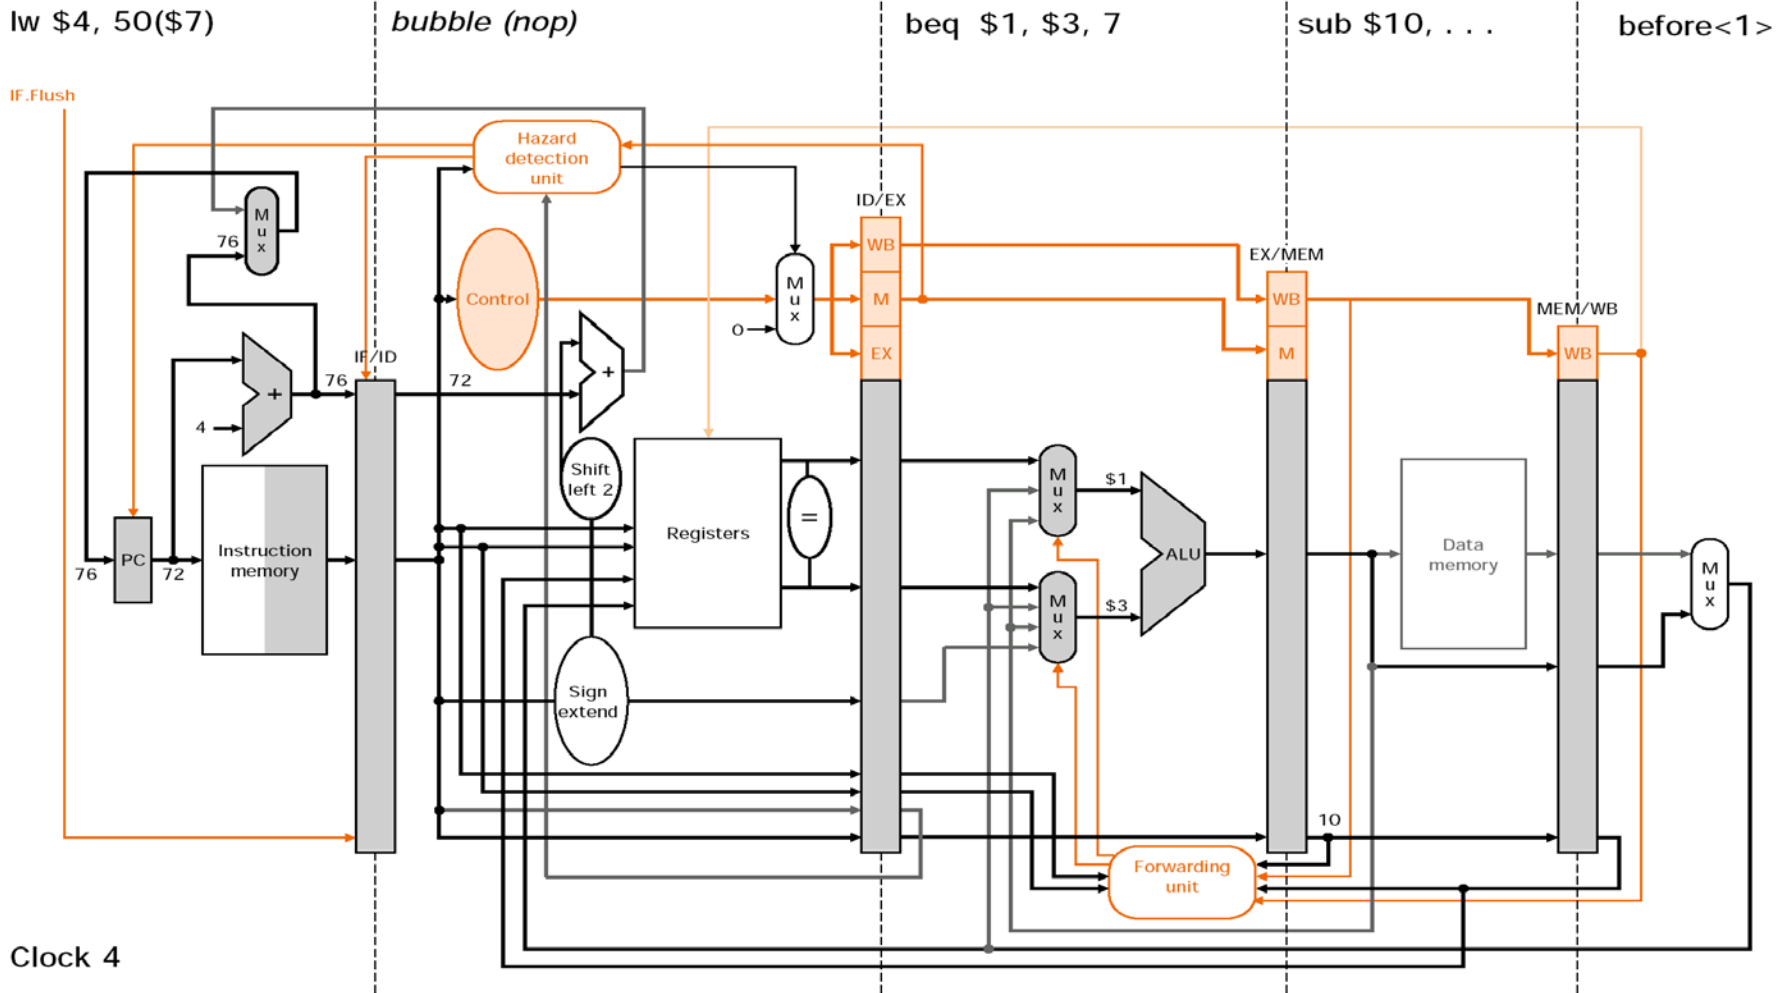 lw $4, 50($7)
bubble (nop)
beq $1, $3, 7
sub $10, . . .
before<1>
IF.Flush
Hazard
detection
unit
ID/EX
M
u
x
76
WB
EX/MEM
Control
M
u
x
M
WB
MEM/WB
0
EX
M
WB
IF/ID
+
76
72
+
4
Shift
left 2
M
u
x
$1
Registers
=
Data
memory
PC
Instruction
memory
ALU
76
72
M
u
x
$3
M
u
x
Sign
extend
10
Forwarding
unit
Clock 4